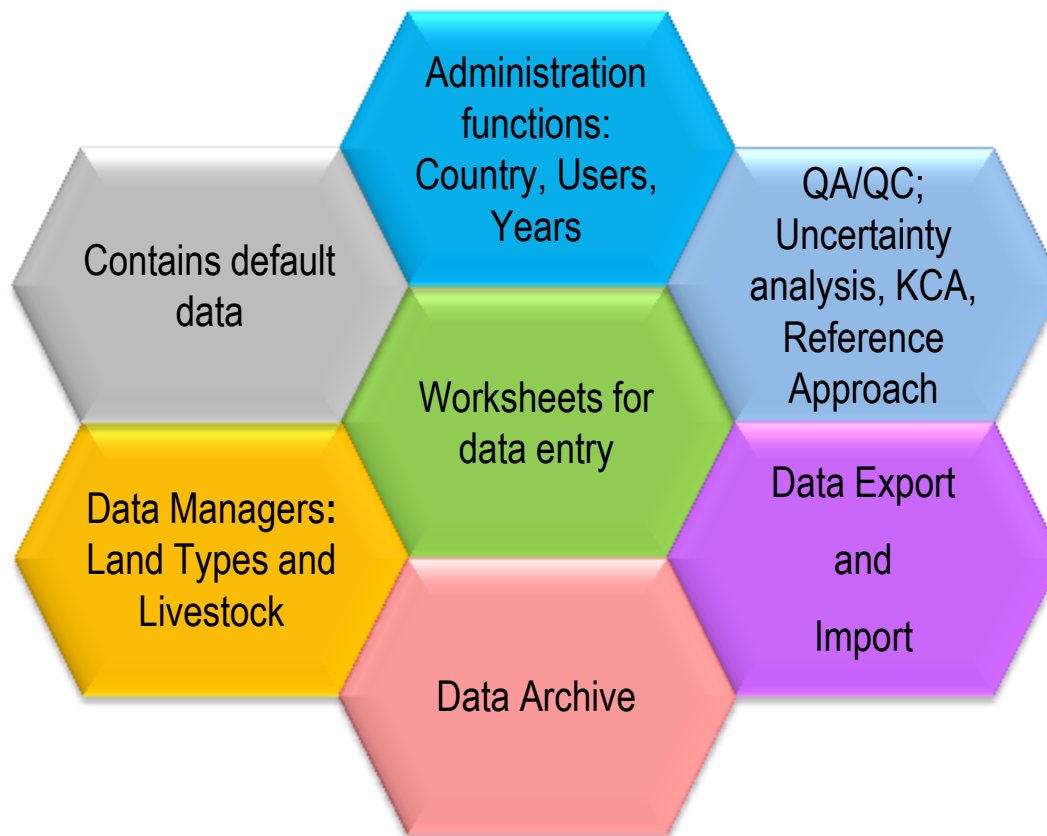 Administration
functions:
Country, Users,
Years
QA/QC;
Uncertainty
analysis, KCA,
Reference
Approach
Contains default
data
Worksheets for
data entry
Data Managers:
Land Types and
Livestock
Data Export
and
Import
Data Archive